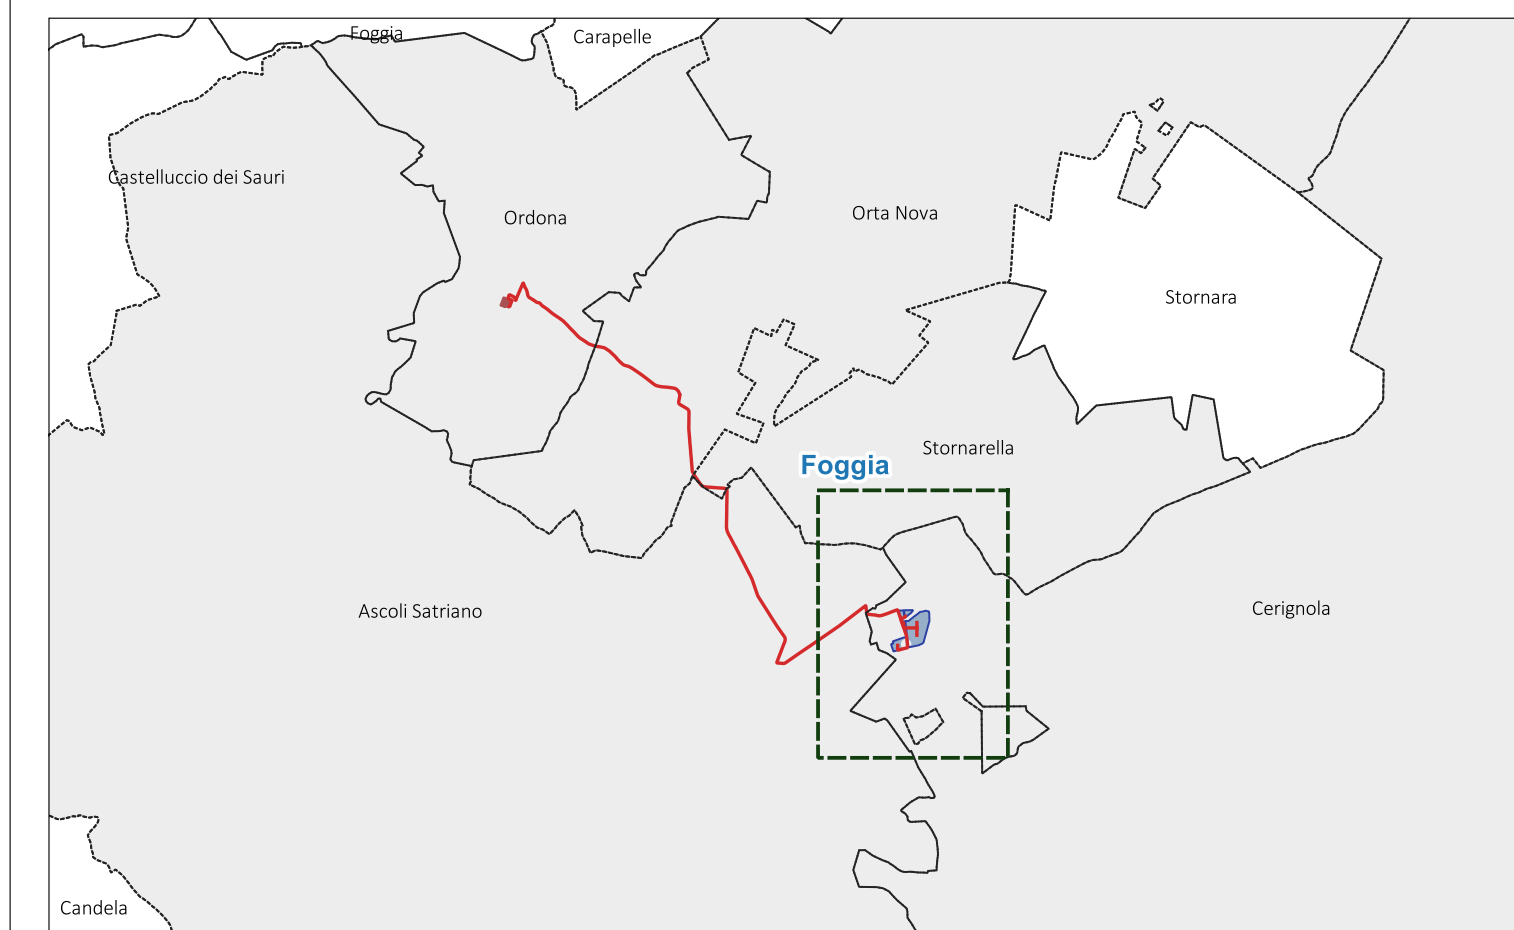 Foggia
Carapelle
Castelluccio dei Sauri
Ordona
Orta Nova
Stornara
Stornarella
Foggia
Ascoli Satriano
Cerignola
Candela